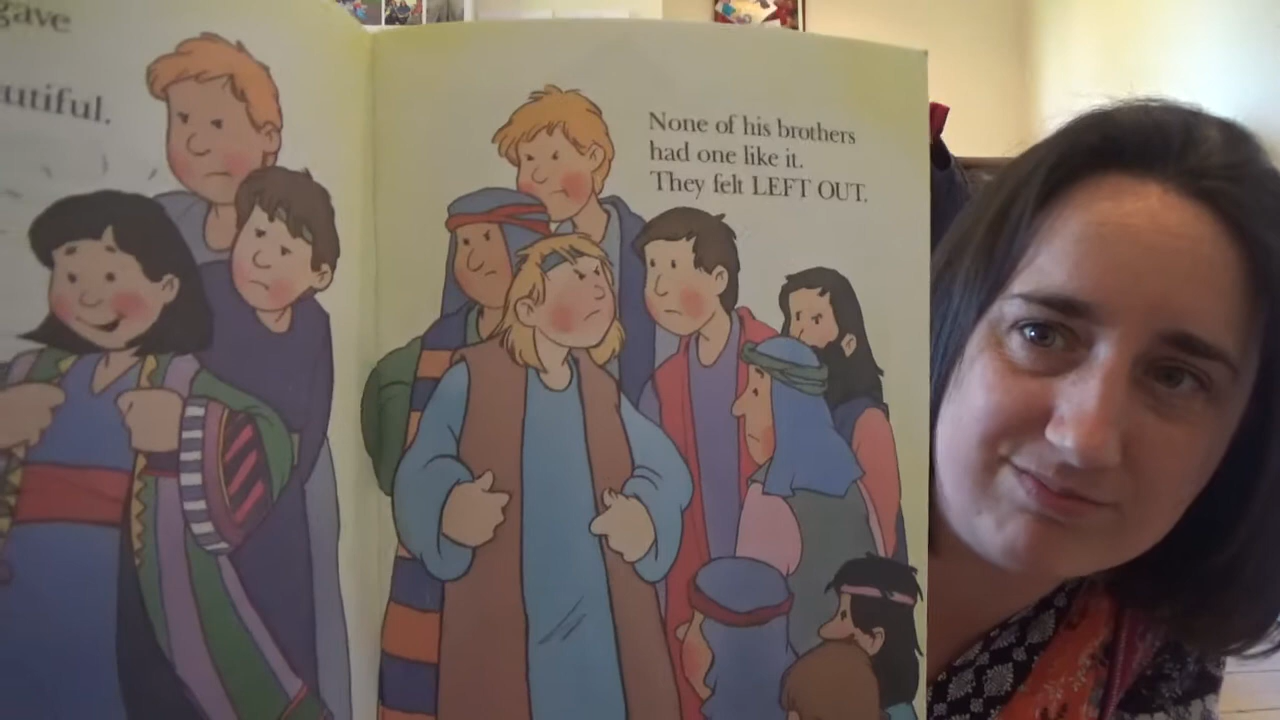 gave
utiful.
None of his brothers
had one like it.
They felt LEFT OUT.